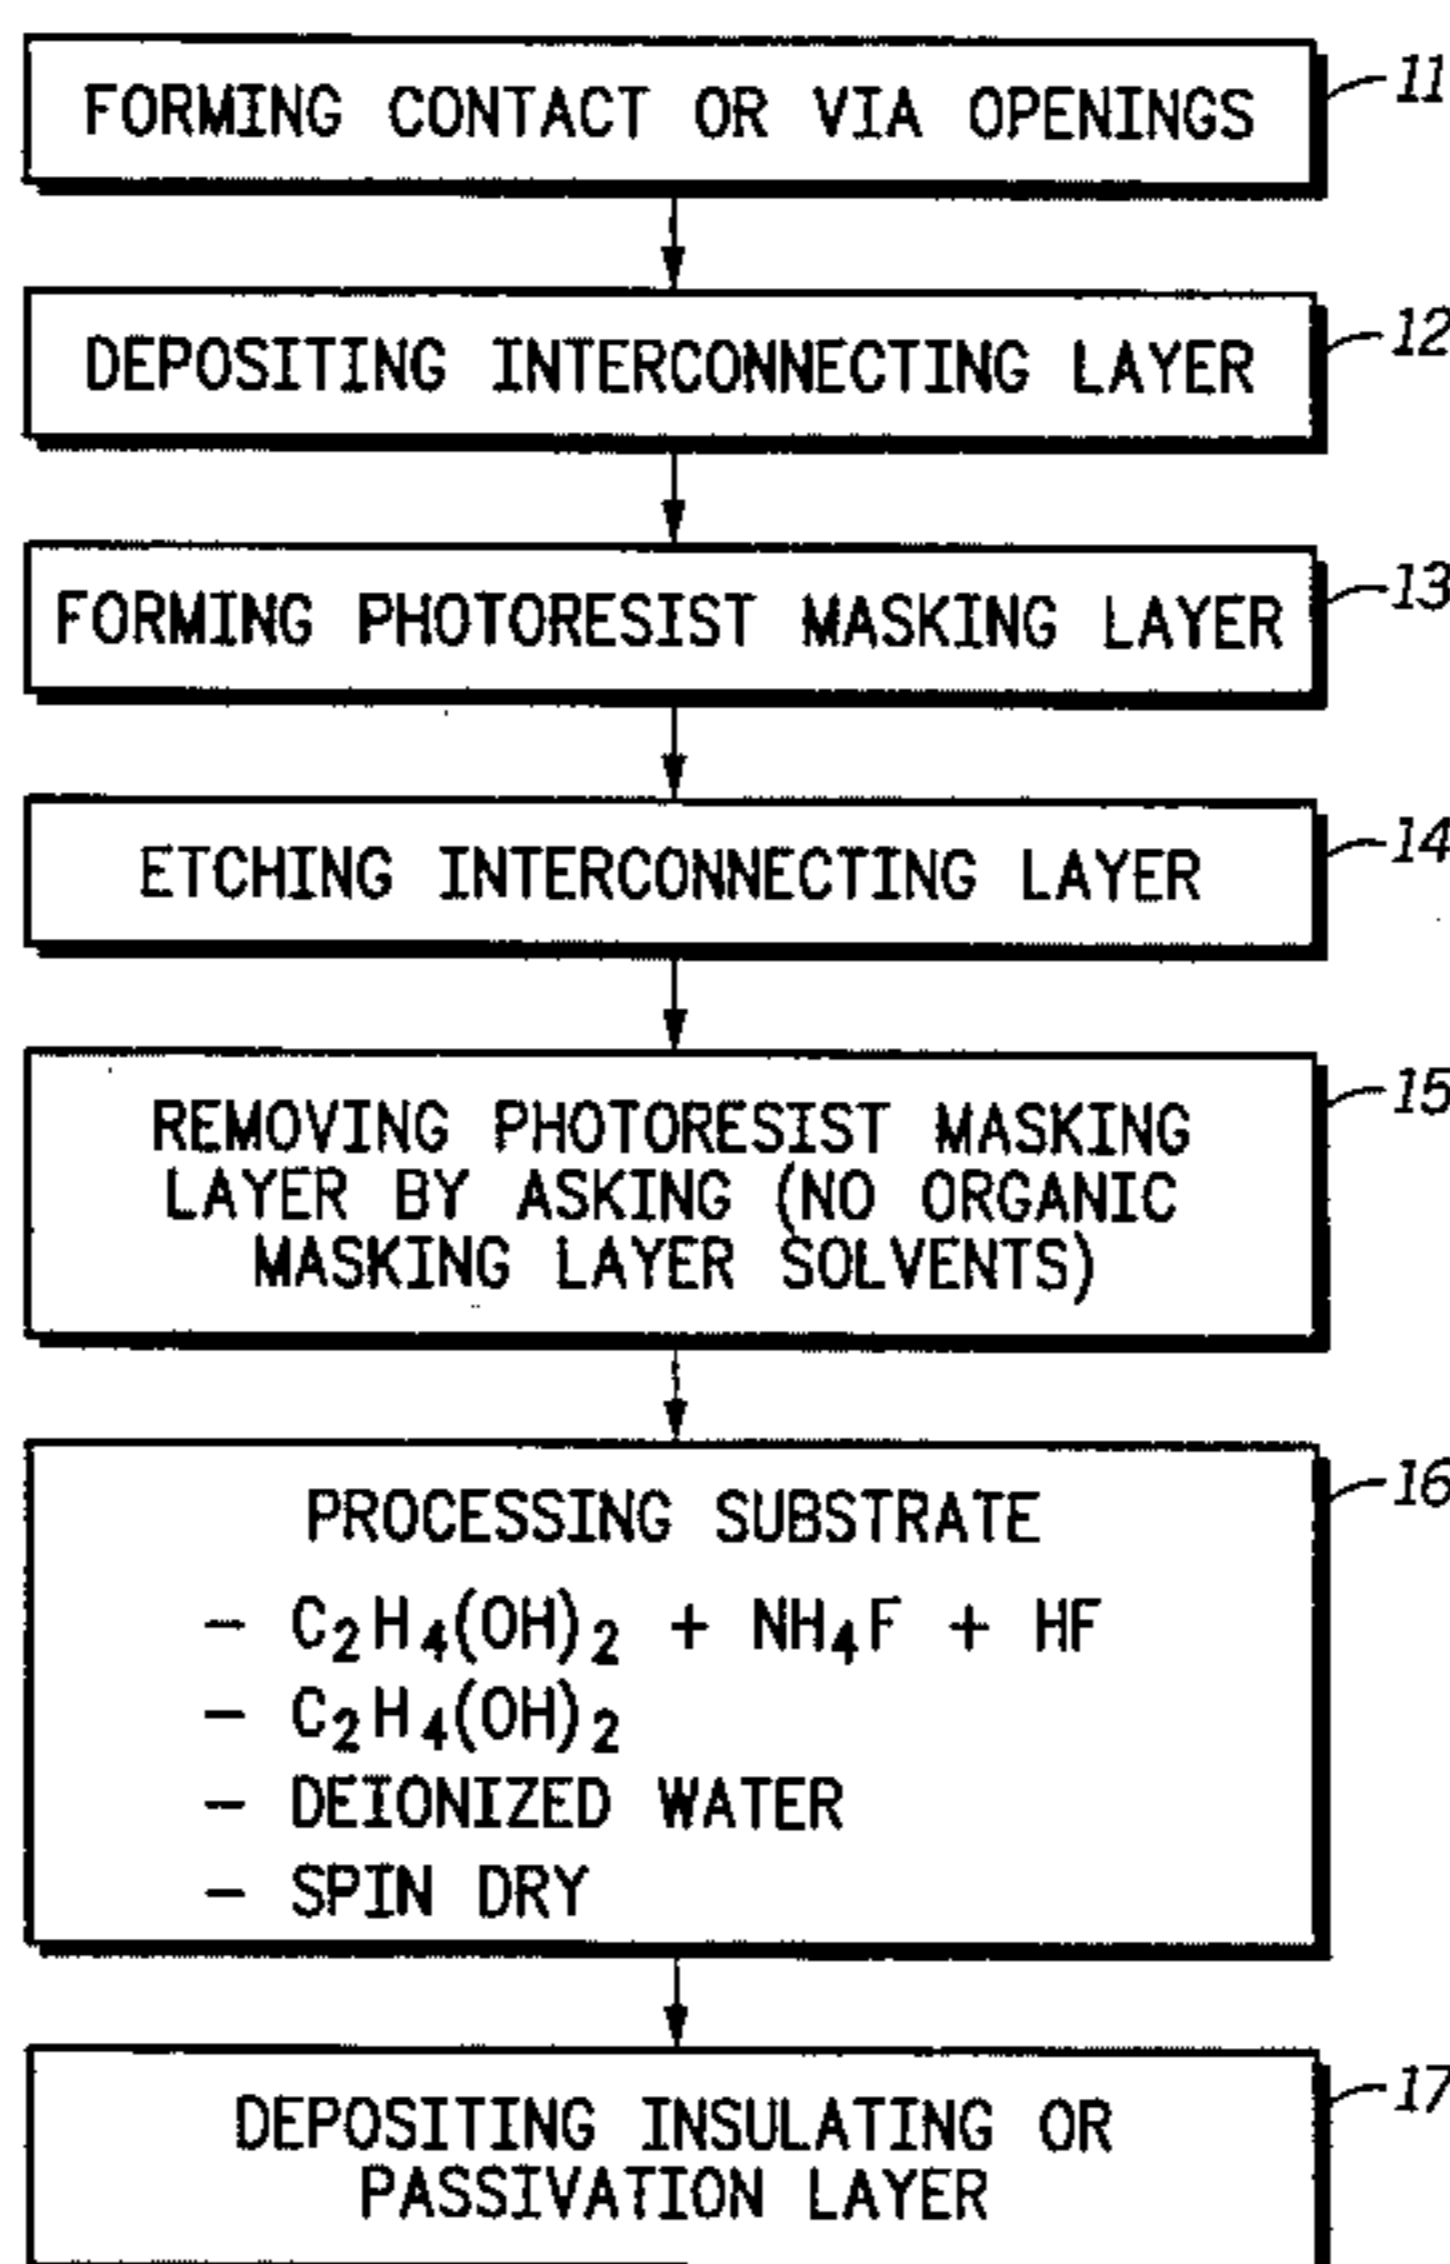 FORMING CONTACT OR VIA OPENINGS
11
DEPOSITING INTERCONNECTING LAYER
12
FORMING PHOTORESIST MASKING LAYER
13
ETCHING INTERCONNECTING LAYER
14
REMOVING PHOTORESIST MASKING
LAYER BY ASKING (NO ORGANIC
MASKING LAYER SOLVENTS)
15
PROCESSING SUBSTRATE
16
– C₂H₄(OH)₂ + NH₄F + HF
– C₂H₄(OH)₂
– DEIONIZED WATER
– SPIN DRY
DEPOSITING INSULATING OR
PASSIVATION LAYER
17